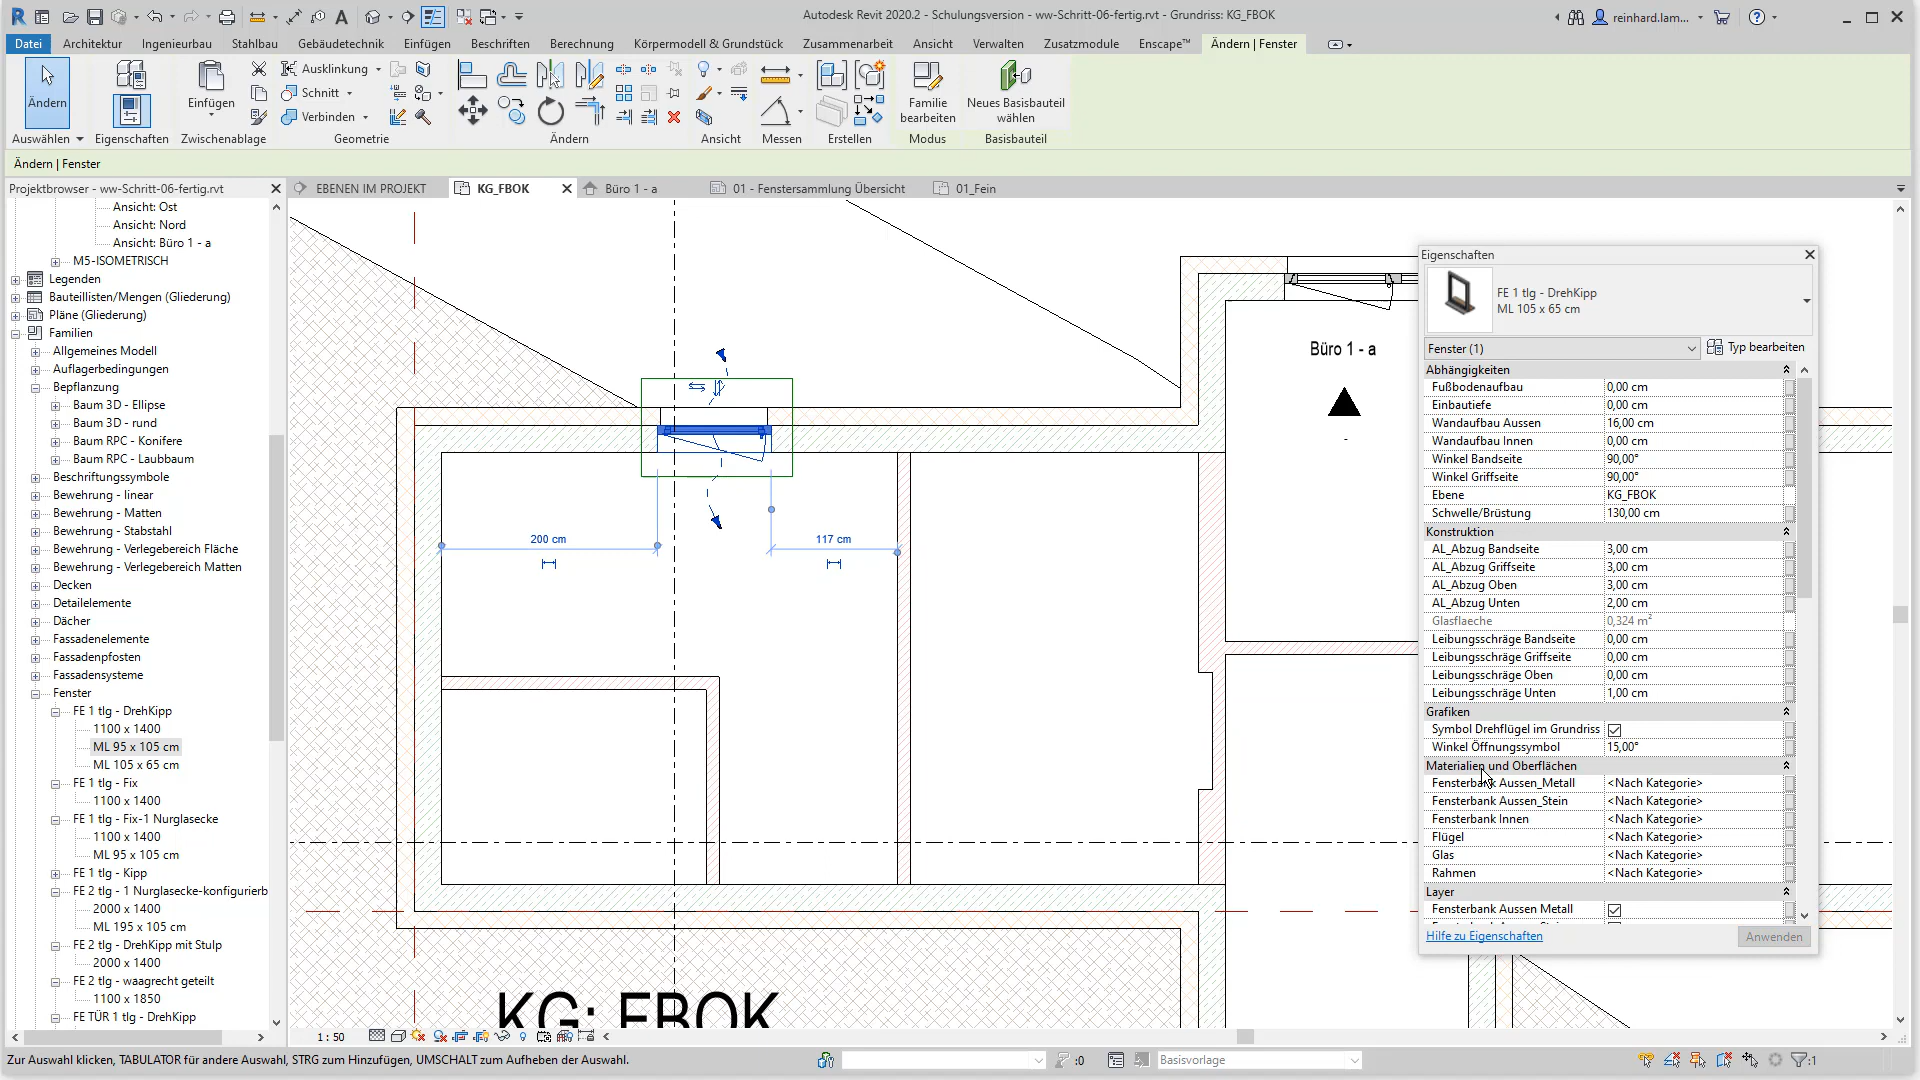 Autodesk Revit 2020.2 - Schulungsversion - ww-Schritt-06-fertig.rvt - Grundriss: KG_FBOK
reinhard.lam...
Datei Architektur Ingenieurbau Stahlbau Gebäudetechnik Einfügen Beschriften Berechnung Körpermodell & Grundstück Zusammenarbeit Ansicht Verwalten Zusatzmodule Enscape™ Ändern | Fenster
Ausklinkung
Schnitt
Verbinden
Ändern
Einfügen
Familie bearbeiten
Neues Basisbauteil wählen
Auswählen Eigenschaften Zwischenablage Geometrie Ändern Ansicht Messen Erstellen Modus Basisbauteil
Ändern | Fenster
Projektbrowser - ww-Schritt-06-fertig.rvt
EBENEN IM PROJEKT KG_FBOK Büro 1 - a 01 - Fenstersammlung Übersicht 01_Fein
Ansicht: Ost
Ansicht: Nord
Ansicht: Büro 1 - a
M5-ISOMETRISCH
Legenden
Bauteillisten/Mengen (Gliederung)
Pläne (Gliederung)
Familien
Allgemeines Modell
Auflagerbedingungen
Bepflanzung
Baum 3D - Ellipse
Baum 3D - rund
Baum RPC - Konifere
Baum RPC - Laubbaum
Beschriftungssymbole
Bewehrung - linear
Bewehrung - Matten
Bewehrung - Stabstahl
Bewehrung - Verlegebereich Fläche
Bewehrung - Verlegebereich Matten
Decken
Detailelemente
Dächer
Fassadenelemente
Fassadenpfosten
Fassadensysteme
Fenster
FE 1 tlg - DrehKipp
1100 x 1400
ML 95 x 105 cm
ML 105 x 65 cm
FE 1 tlg - Fix
1100 x 1400
FE 1 tlg - Fix-1 Nurglasecke
1100 x 1400
ML 95 x 105 cm
FE 1 tlg - Kipp
FE 2 tlg - 1 Nurglasecke-konfigurierb
2000 x 1400
ML 195 x 105 cm
FE 2 tlg - DrehKipp mit Stulp
2000 x 1400
FE 2 tlg - waagrecht geteilt
1100 x 1850
FE TÜR 1 tlg - DrehKipp
200 cm
117 cm
Büro 1 - a
-
KG: FBOK
Eigenschaften
FE 1 tlg - DrehKipp
ML 105 x 65 cm
Fenster (1) Typ bearbeiten
Abhängigkeiten
Fußbodenaufbau 0,00 cm
Einbautiefe 0,00 cm
Wandaufbau Aussen 16,00 cm
Wandaufbau Innen 0,00 cm
Winkel Bandseite 90,00°
Winkel Griffseite 90,00°
Ebene KG_FBOK
Schwelle/Brüstung 130,00 cm
Konstruktion
AL_Abzug Bandseite 3,00 cm
AL_Abzug Griffseite 3,00 cm
AL_Abzug Oben 3,00 cm
AL_Abzug Unten 2,00 cm
Glasflaeche 0,324 m²
Leibungsschräge Bandseite 0,00 cm
Leibungsschräge Griffseite 0,00 cm
Leibungsschräge Oben 0,00 cm
Leibungsschräge Unten 1,00 cm
Grafiken
Symbol Drehflügel im Grundriss
Winkel Öffnungssymbol 15,00°
Materialien und Oberflächen
Fensterbank Aussen_Metall <Nach Kategorie>
Fensterbank Aussen_Stein <Nach Kategorie>
Fensterbank Innen <Nach Kategorie>
Flügel <Nach Kategorie>
Glas <Nach Kategorie>
Rahmen <Nach Kategorie>
Layer
Fensterbank Aussen Metall
Hilfe zu Eigenschaften Anwenden
1 : 50
Zur Auswahl klicken, TABULATOR für andere Auswahl, STRG zum Hinzufügen, UMSCHALT zum Aufheben der Auswahl.
:0
Basisvorlage
:1